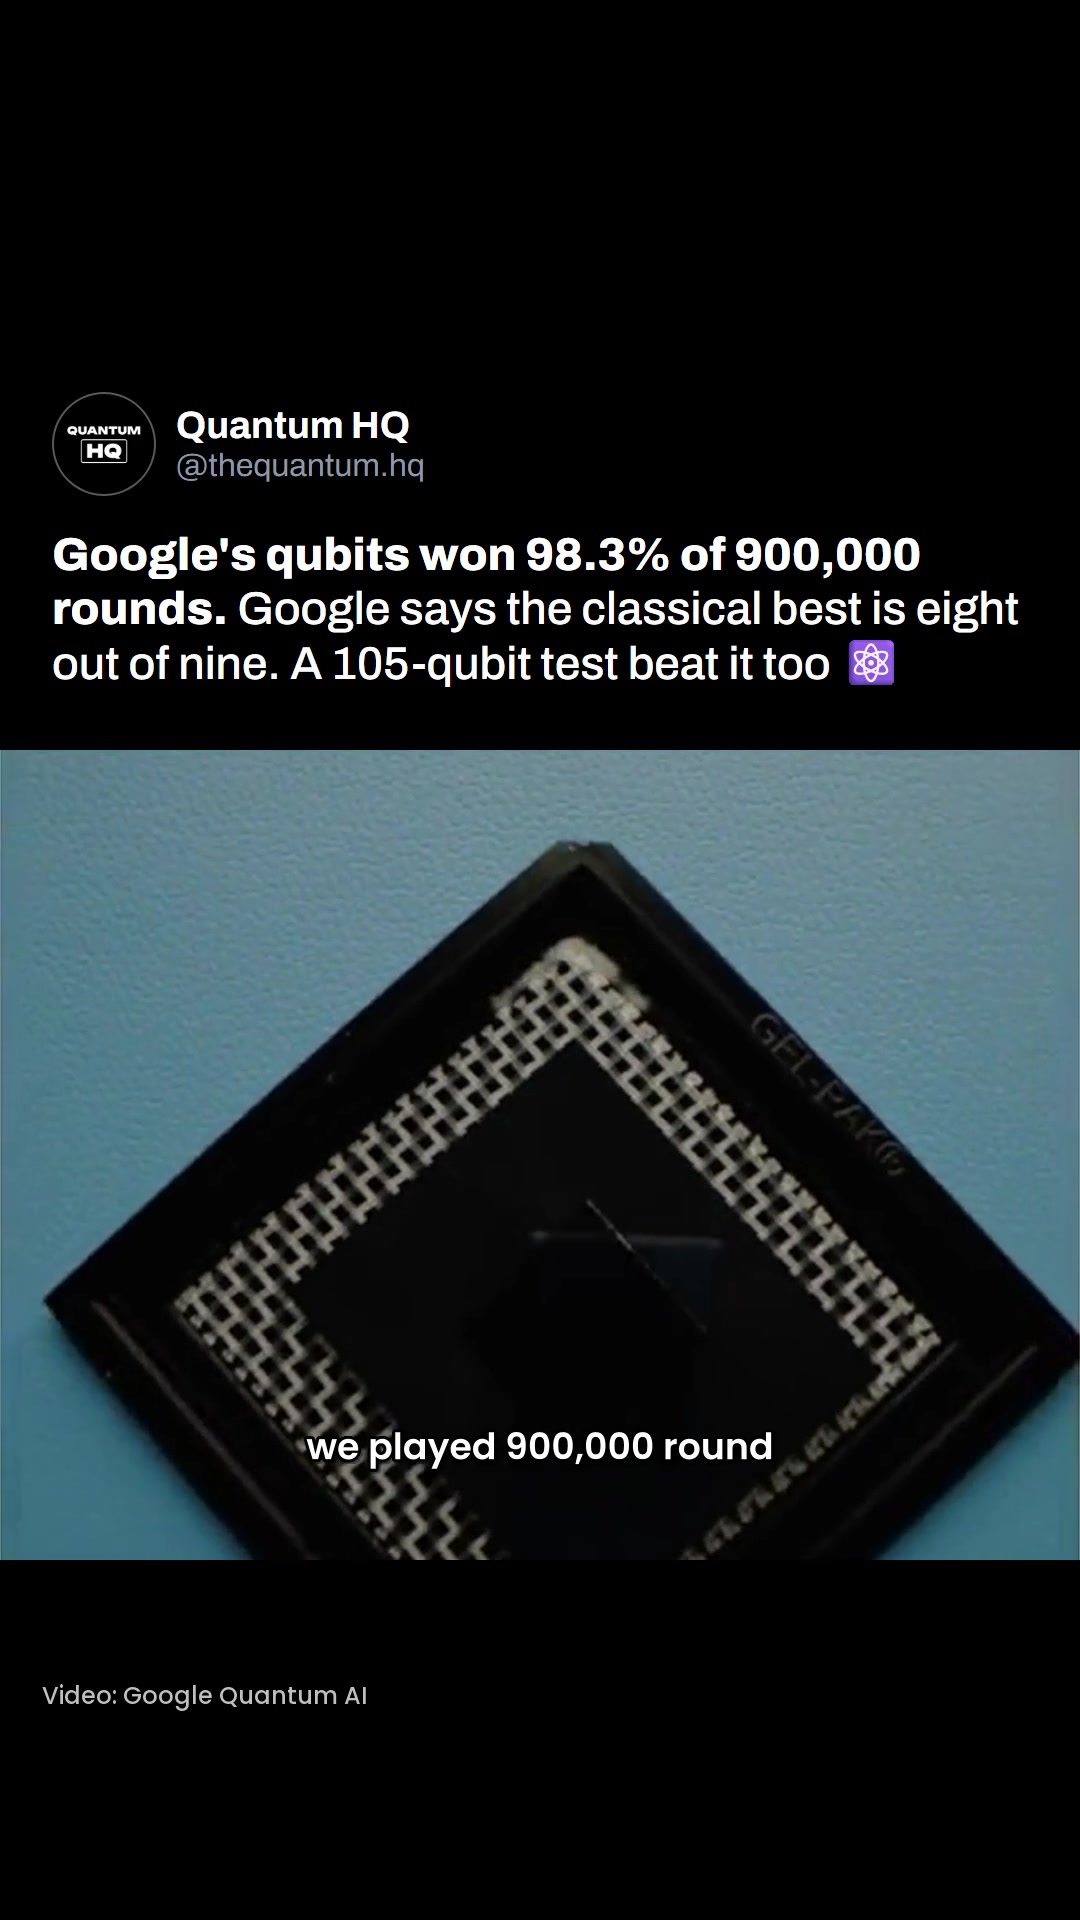 QUANTUM
HQ
Quantum HQ
@thequantum.hq
Google's qubits won 98.3% of 900,000
rounds. Google says the classical best is eight
out of nine. A 105-qubit test beat it too ⚛️
GEL-PAK®
we played 900,000 round
Video: Google Quantum AI